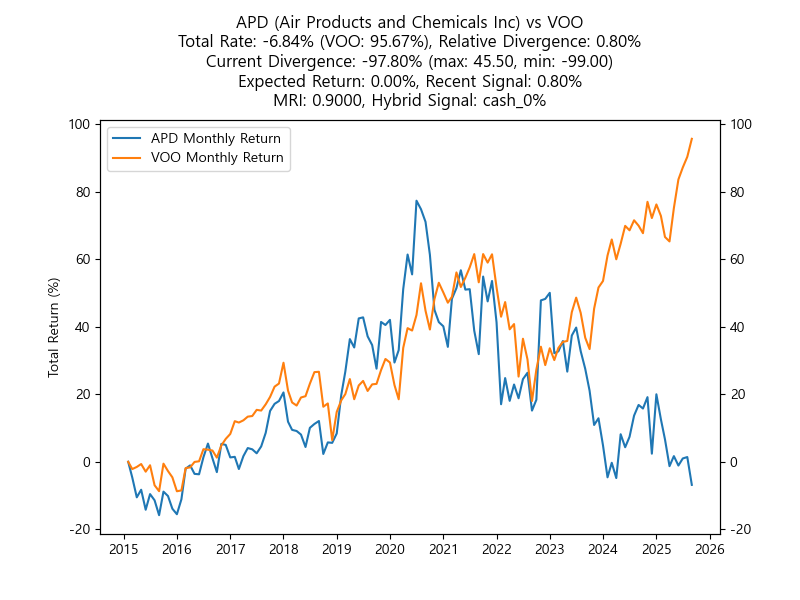 APD (Air Products and Chemicals Inc) vs VOO
Total Rate: -6.84% (VOO: 95.67%), Relative Divergence: 0.80%
Current Divergence: -97.80% (max: 45.50, min: -99.00)
Expected Return: 0.00%, Recent Signal: 0.80%
MRI: 0.9000, Hybrid Signal: cash_0%
APD Monthly Return
VOO Monthly Return
Total Return (%)
100
80
60
40
20
0
-20
100
80
60
40
20
0
-20
2015 2016 2017 2018 2019 2020 2021 2022 2023 2024 2025 2026